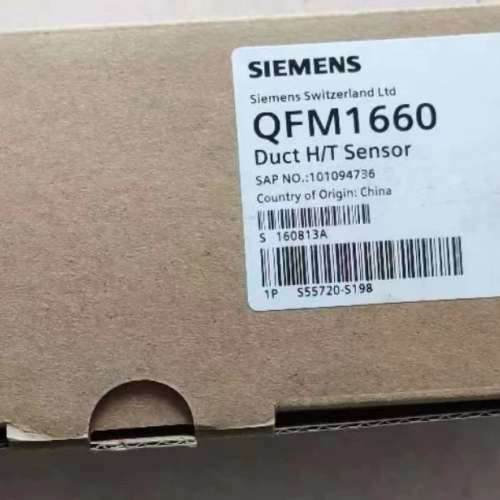 SIEMENS
Siemens Switzerland Ltd
QFM1660
Duct H/T Sensor
SAP NO.:101094736
Country of Origin: China
S 160813A
1P S55720-S198